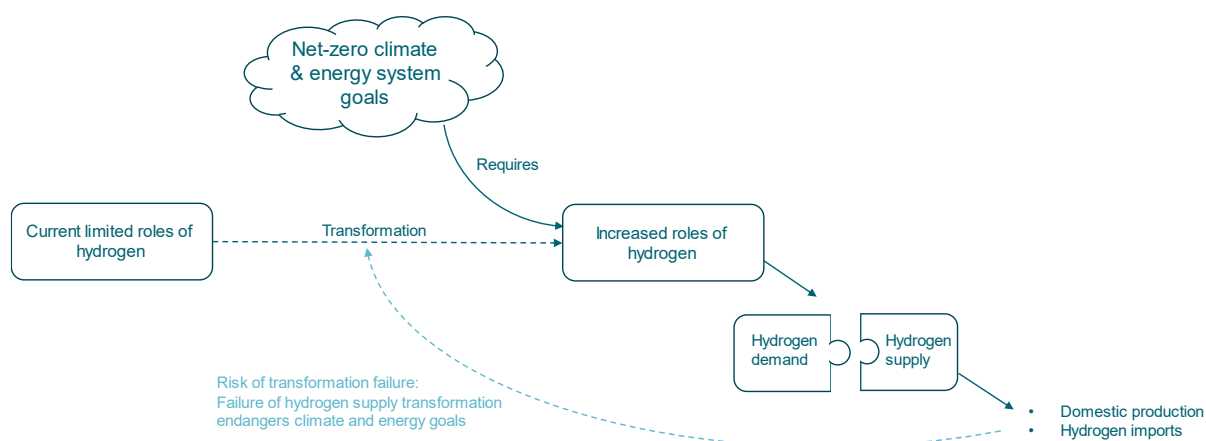 Net-zero climate
& energy system
goals
Requires
Current limited roles of
hydrogen
Transformation
Increased roles of
hydrogen
Hydrogen
demand
Hydrogen
supply
Risk of transformation failure:
Failure of hydrogen supply transformation
endangers climate and energy goals
• Domestic production
• Hydrogen imports